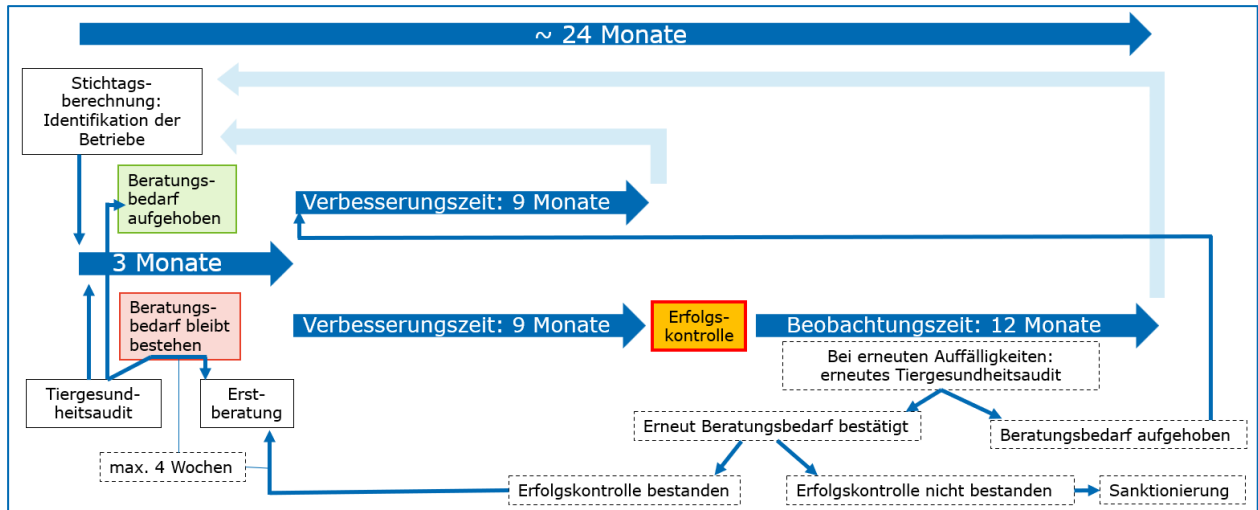 ~ 24 Monate
Stichtags-
berechnung:
Identifikation der
Betriebe
Beratungs-
bedarf
aufgehoben
Verbesserungszeit: 9 Monate
3 Monate
Beratungs-
bedarf bleibt
bestehen
Verbesserungszeit: 9 Monate
Erfolgs-
kontrolle
Beobachtungszeit: 12 Monate
Bei erneuten Auffälligkeiten:
erneutes Tiergesundheitsaudit
Tiergesund-
heitsaudit
Erst-
beratung
Erneut Beratungsbedarf bestätigt
Beratungsbedarf aufgehoben
max. 4 Wochen
Erfolgskontrolle bestanden
Erfolgskontrolle nicht bestanden
Sanktionierung